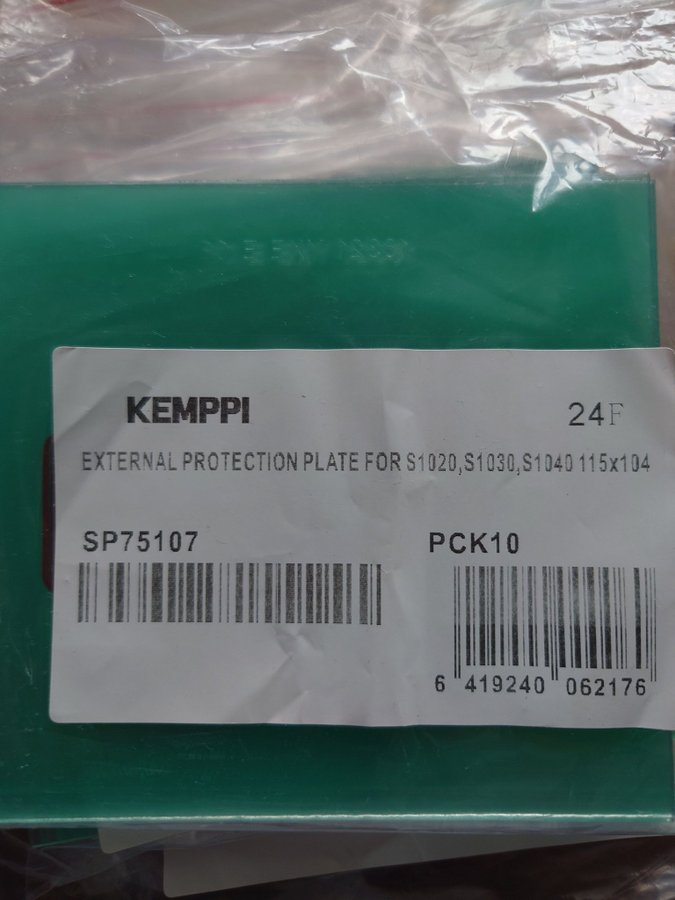 KEMPPI
24F
EXTERNAL PROTECTION PLATE FOR S1020,S1030,S1040 115x104
SP75107
PCK10
6 419240 062176